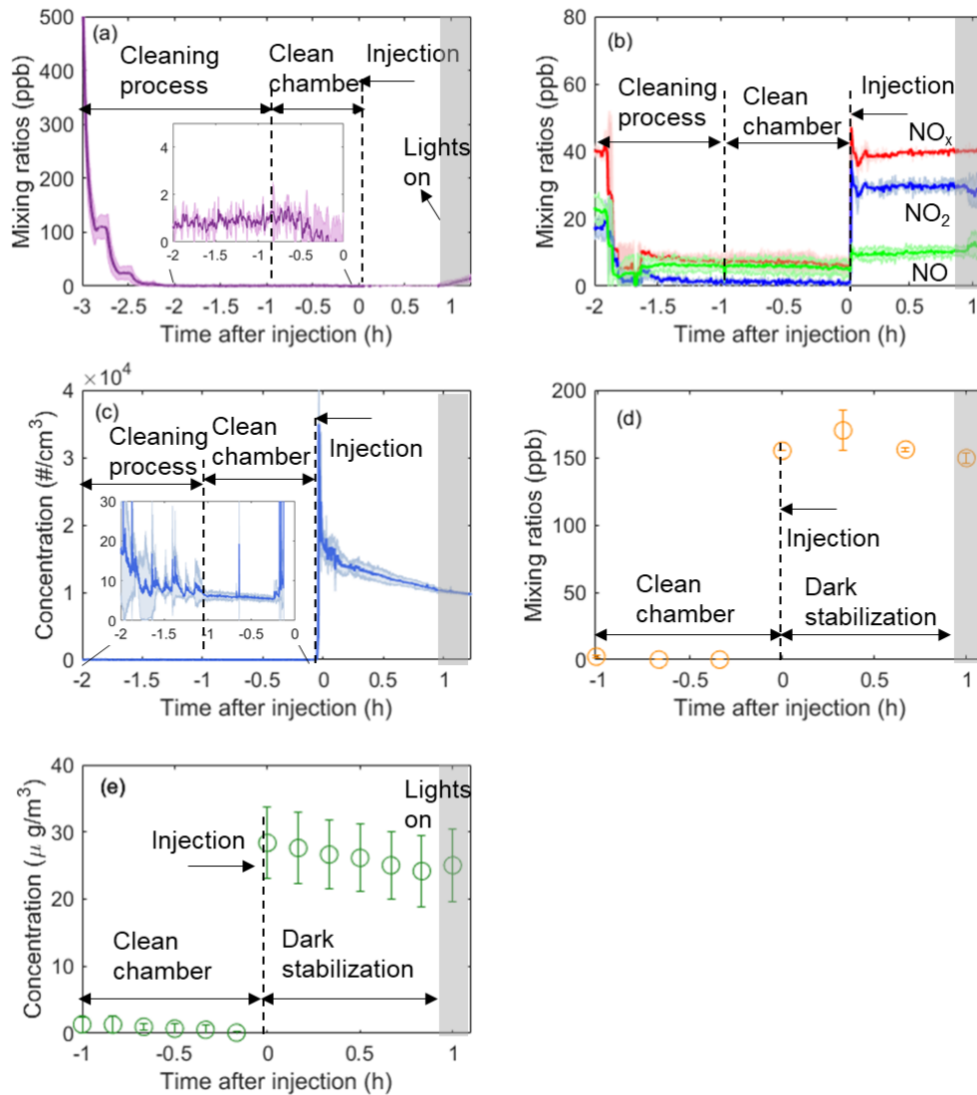 (a)
Mixing ratios (ppb)
500
400
300
200
100
0
Cleaning
process
Clean
chamber
Injection
Lights
on
5
4
2
0
-2 -1.5 -1 -0.5 0
-3 -2.5 -2 -1.5 -1 -0.5 0 0.5 1
Time after injection (h)
(b)
Mixing ratios (ppb)
80
60
40
20
0
Cleaning
process
Clean
chamber
Injection
NOx
NO2
NO
-2 -1.5 -1 -0.5 0 0.5 1
Time after injection (h)
(c)
× 10^4
Concentration (#/cm³)
4
3
2
1
0
Cleaning
process
Clean
chamber
Injection
30
20
10
0
-2 -1.5 -1 -0.5 0
-2 -1.5 -1 -0.5 0 0.5 1
Time after injection (h)
(d)
Mixing ratios (ppb)
200
150
100
50
0
Injection
Clean
chamber
Dark
stabilization
-1 -0.5 0 0.5 1
Time after injection (h)
(e)
Concentration (μ g/m³)
40
30
20
10
0
Injection
Lights
on
Clean
chamber
Dark
stabilization
-1 -0.5 0 0.5 1
Time after injection (h)